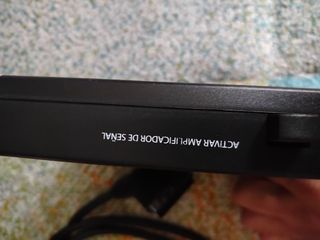 ACTIVAR AMPLIFICADOR DE SEÑAL